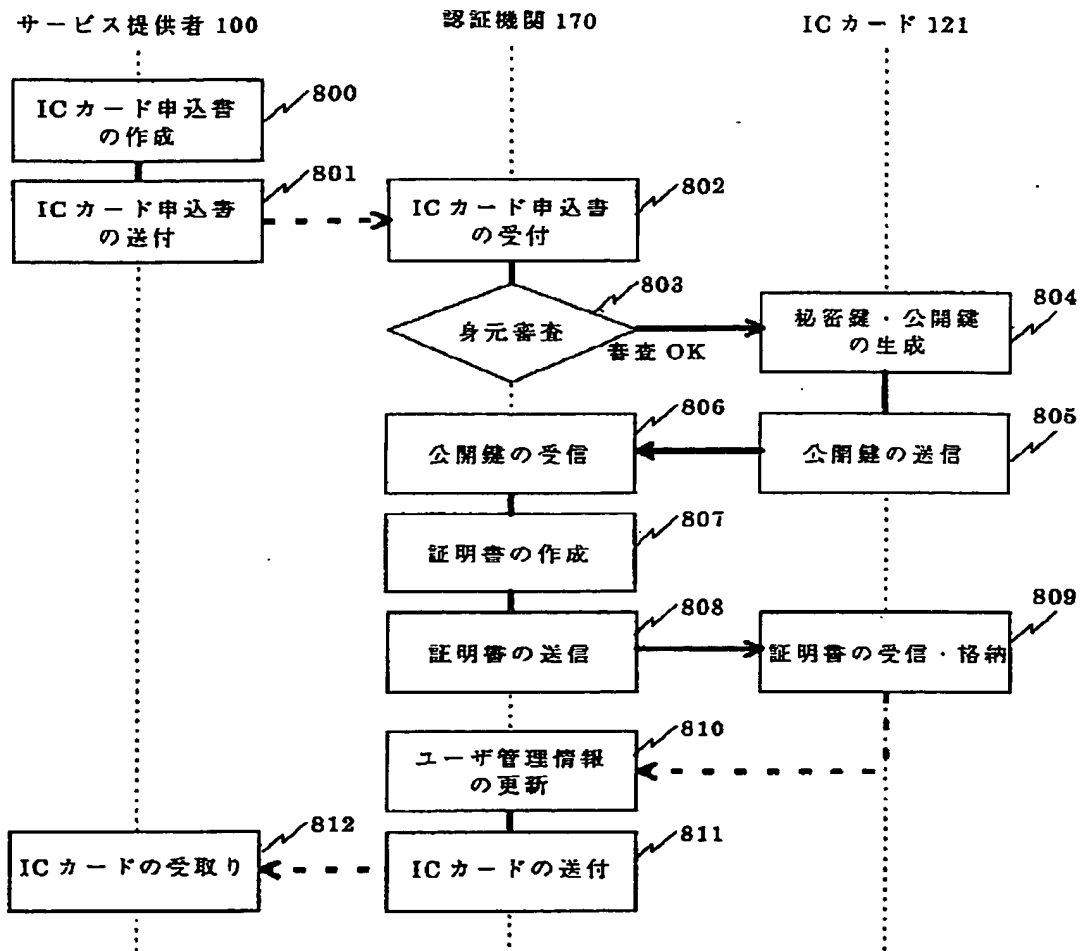 サービス提供者 100
認証機関 170
ICカード 121
ICカード申込書
の作成
800
ICカード申込書
の送付
801
ICカード申込書
の受付
802
身元審査
803
審査 OK
秘密鍵・公開鍵
の生成
804
公開鍵の送信
805
公開鍵の受信
806
証明書の作成
807
証明書の送信
808
証明書の受信・格納
809
ユーザ管理情報
の更新
810
ICカードの送付
811
ICカードの受取り
812